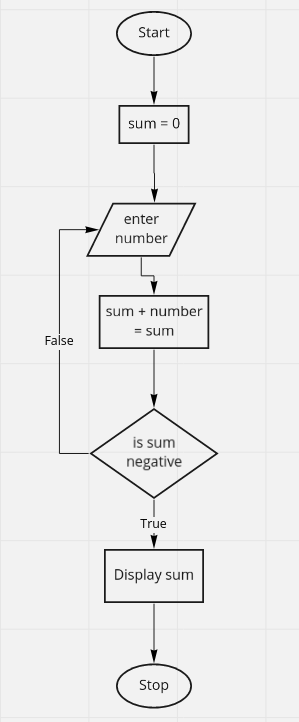 Start
sum = 0
enter
number
sum + number
= sum
False
is sum
negative
True
Display sum
Stop